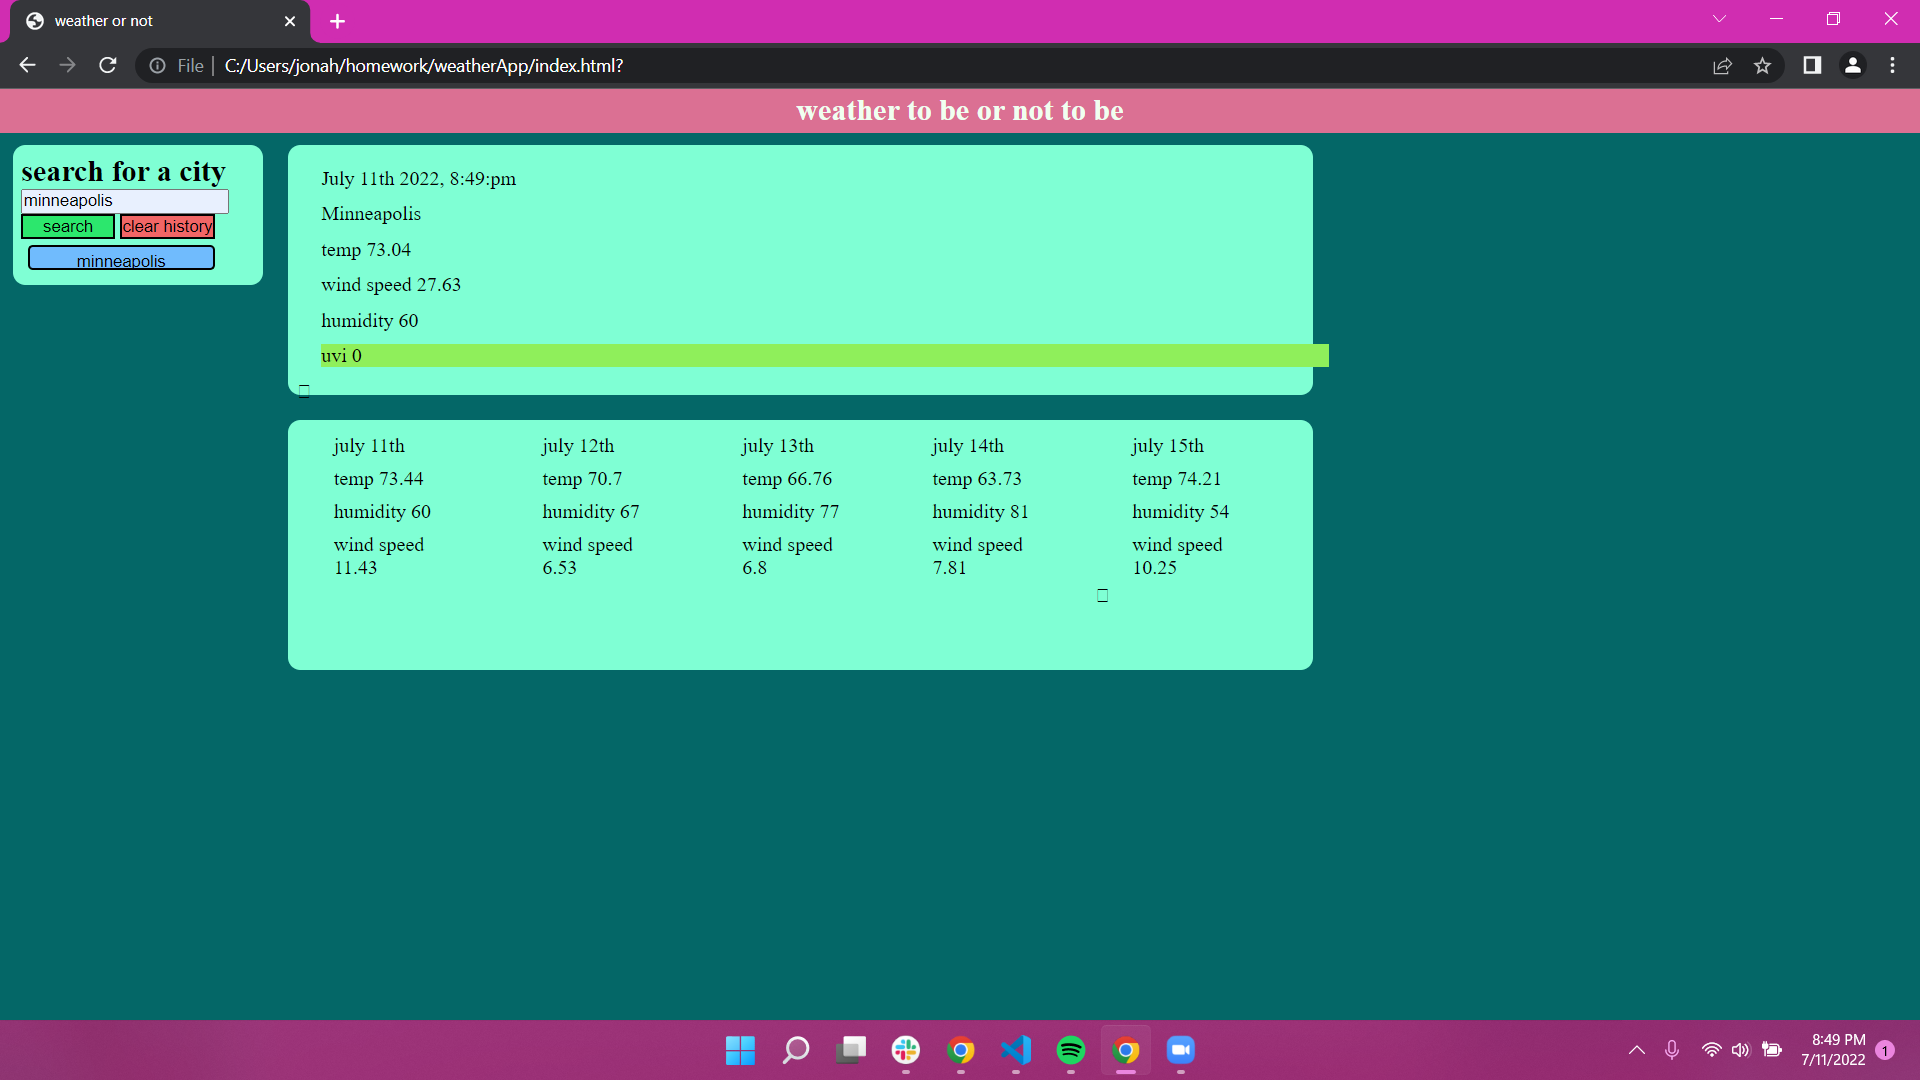 weather or not
File
C:/Users/jonah/homework/weatherApp/index.html?
weather to be or not to be
search for a city
minneapolis
search
clear history
minneapolis
July 11th 2022, 8:49:pm
Minneapolis
temp 73.04
wind speed 27.63
humidity 60
uvi 0
july 11th
temp 73.44
humidity 60
wind speed
11.43
july 12th
temp 70.7
humidity 67
wind speed
6.53
july 13th
temp 66.76
humidity 77
wind speed
6.8
july 14th
temp 63.73
humidity 81
wind speed
7.81
july 15th
temp 74.21
humidity 54
wind speed
10.25
8:49 PM
7/11/2022
1